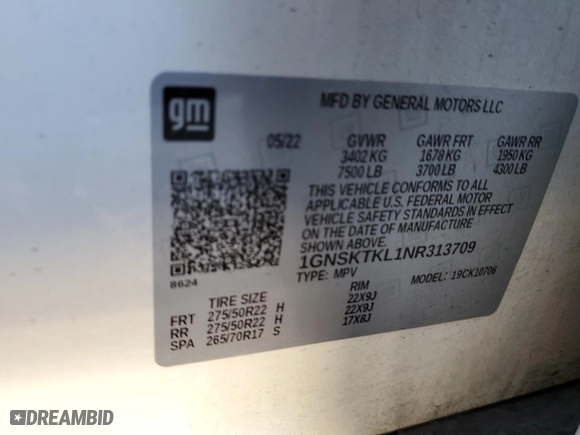 gm
MFD BY GENERAL MOTORS LLC
05/22 GVWR GAWR FRT GAWR RR
3402 KG 1678 KG 1950 KG
7500 LB 3700 LB 4300 LB
THIS VEHICLE CONFORMS TO ALL
APPLICABLE U.S. FEDERAL MOTOR
VEHICLE SAFETY STANDARDS IN EFFECT
ON THE DATE OF MANUFACTURE
SHOWN ABOVE.
1GNSKTKL1NR313709
8624 TYPE: MPV MODEL: 19CK10706
TIRE SIZE RIM
FRT 275/50R22 H 22X9J
RR 275/50R22 H 22X9J
SPA 265/70R17 S 17X8J
DREAMBID